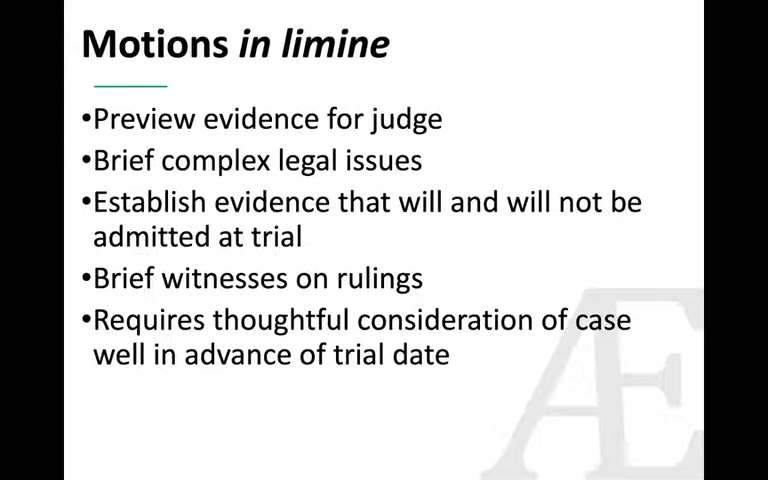 Motions in limine
•Preview evidence for judge
•Brief complex legal issues
•Establish evidence that will and will not be
admitted at trial
•Brief witnesses on rulings
•Requires thoughtful consideration of case
well in advance of trial date
Æ